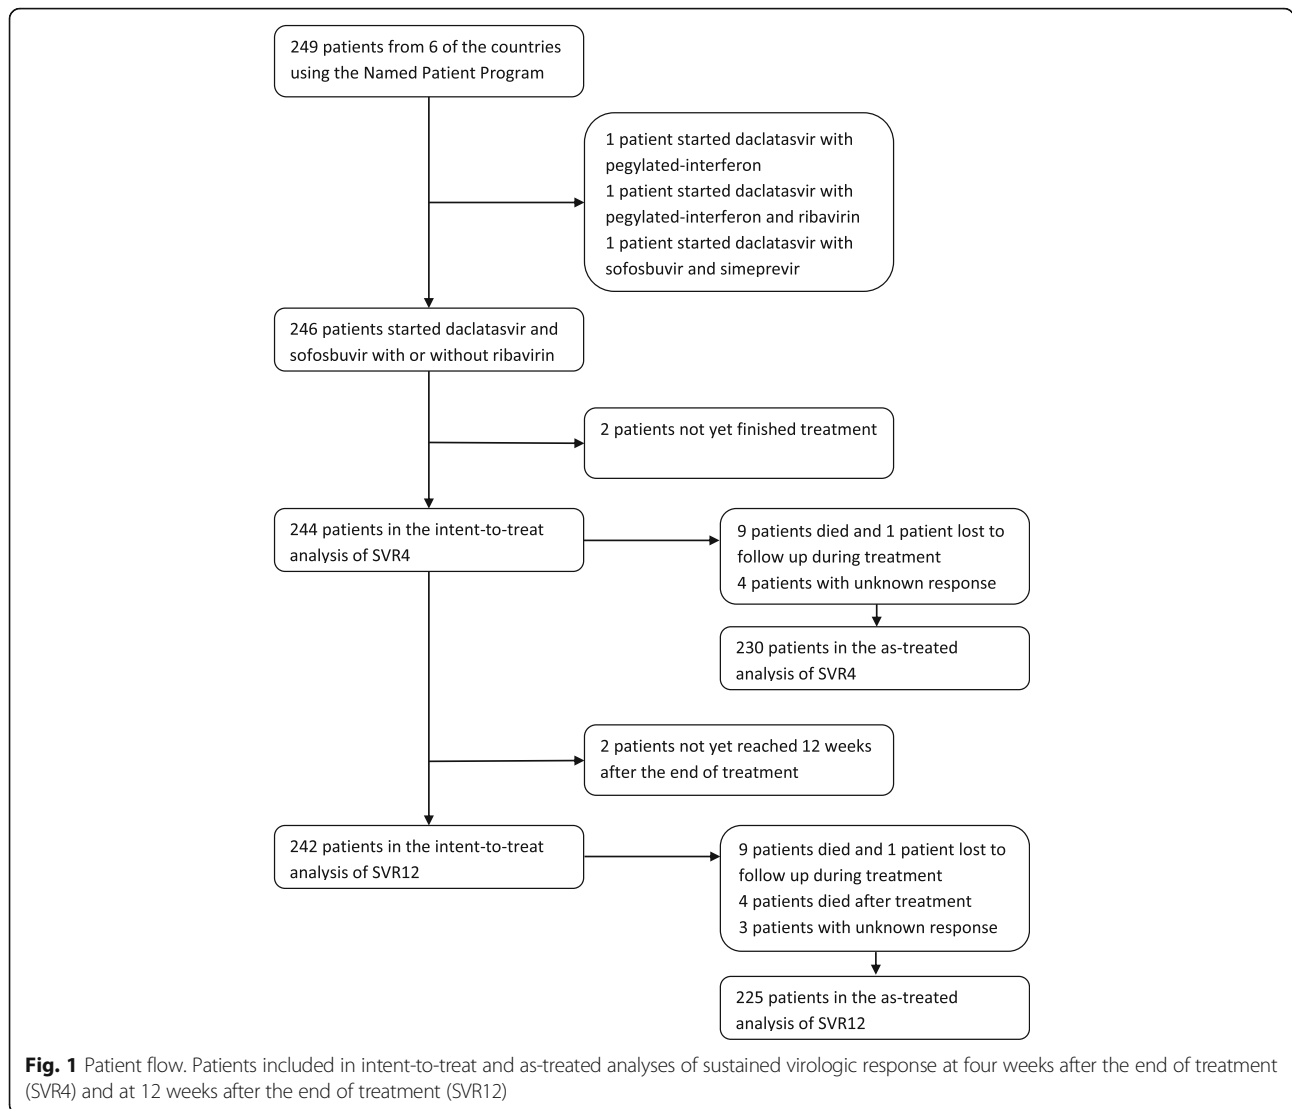 249 patients from 6 of the countries
using the Named Patient Program
1 patient started daclatasvir with
pegylated-interferon
1 patient started daclatasvir with
pegylated-interferon and ribavirin
1 patient started daclatasvir with
sofosbuvir and simeprevir
246 patients started daclatasvir and
sofosbuvir with or without ribavirin
2 patients not yet finished treatment
244 patients in the intent-to-treat
analysis of SVR4
9 patients died and 1 patient lost to
follow up during treatment
4 patients with unknown response
230 patients in the as-treated
analysis of SVR4
2 patients not yet reached 12 weeks
after the end of treatment
242 patients in the intent-to-treat
analysis of SVR12
9 patients died and 1 patient lost to
follow up during treatment
4 patients died after treatment
3 patients with unknown response
225 patients in the as-treated
analysis of SVR12
Fig. 1 Patient flow. Patients included in intent-to-treat and as-treated analyses of sustained virologic response at four weeks after the end of treatment
(SVR4) and at 12 weeks after the end of treatment (SVR12)